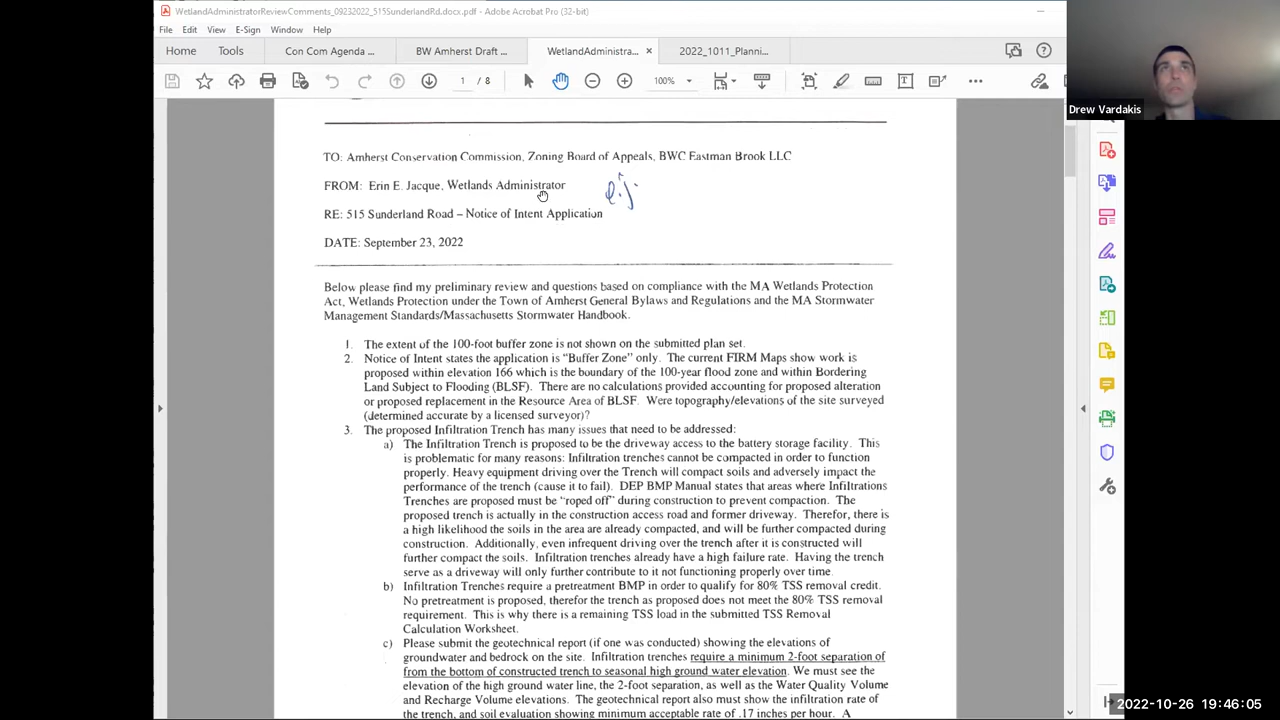 WetlandAdministratorReviewComments_09232022_515SunderlandRd.docx.pdf - Adobe Acrobat Pro (32-bit)
File Edit View E-Sign Window Help
Home Tools Con Com Agenda ... BW Amherst Draft ... WetlandAdministra... × 2022_1011_Planni...
1 / 8 100%
Drew Vardakis
TO: Amherst Conservation Commission, Zoning Board of Appeals, BWC Eastman Brook LLC
FROM: Erin E. Jacque, Wetlands Administrator e.j.
RE: 515 Sunderland Road – Notice of Intent Application
DATE: September 23, 2022
Below please find my preliminary review and questions based on compliance with the MA Wetlands Protection
Act, Wetlands Protection under the Town of Amherst General Bylaws and Regulations and the MA Stormwater
Management Standards/Massachusetts Stormwater Handbook.
1. The extent of the 100-foot buffer zone is not shown on the submitted plan set.
2. Notice of Intent states the application is "Buffer Zone" only. The current FIRM Maps show work is
proposed within elevation 166 which is the boundary of the 100-year flood zone and within Bordering
Land Subject to Flooding (BLSF). There are no calculations provided accounting for proposed alteration
or proposed replacement in the Resource Area of BLSF. Were topography/elevations of the site surveyed
(determined accurate by a licensed surveyor)?
3. The proposed Infiltration Trench has many issues that need to be addressed:
a) The Infiltration Trench is proposed to be the driveway access to the battery storage facility. This
is problematic for many reasons: Infiltration trenches cannot be compacted in order to function
properly. Heavy equipment driving over the Trench will compact soils and adversely impact the
performance of the trench (cause it to fail). DEP BMP Manual states that areas where Infiltrations
Trenches are proposed must be "roped off" during construction to prevent compaction. The
proposed trench is actually in the construction access road and former driveway. Therefor, there is
a high likelihood the soils in the area are already compacted, and will be further compacted during
construction. Additionally, even infrequent driving over the trench after it is constructed will
further compact the soils. Infiltration trenches already have a high failure rate. Having the trench
serve as a driveway will only further contribute to it not functioning properly over time.
b) Infiltration Trenches require a pretreatment BMP in order to qualify for 80% TSS removal credit.
No pretreatment is proposed, therefor the trench as proposed does not meet the 80% TSS removal
requirement. This is why there is a remaining TSS load in the submitted TSS Removal
Calculation Worksheet.
c) Please submit the geotechnical report (if one was conducted) showing the elevations of
groundwater and bedrock on the site. Infiltration trenches require a minimum 2-foot separation of
from the bottom of constructed trench to seasonal high ground water elevation. We must see the
elevation of the high ground water line, the 2-foot separation, as well as the Water Quality Volume
and Recharge Volume elevations. The geotechnical report also must show the infiltration rate of
the trench, and soil evaluation showing minimum acceptable rate of .17 inches per hour. A
2022-10-26 19:46:05